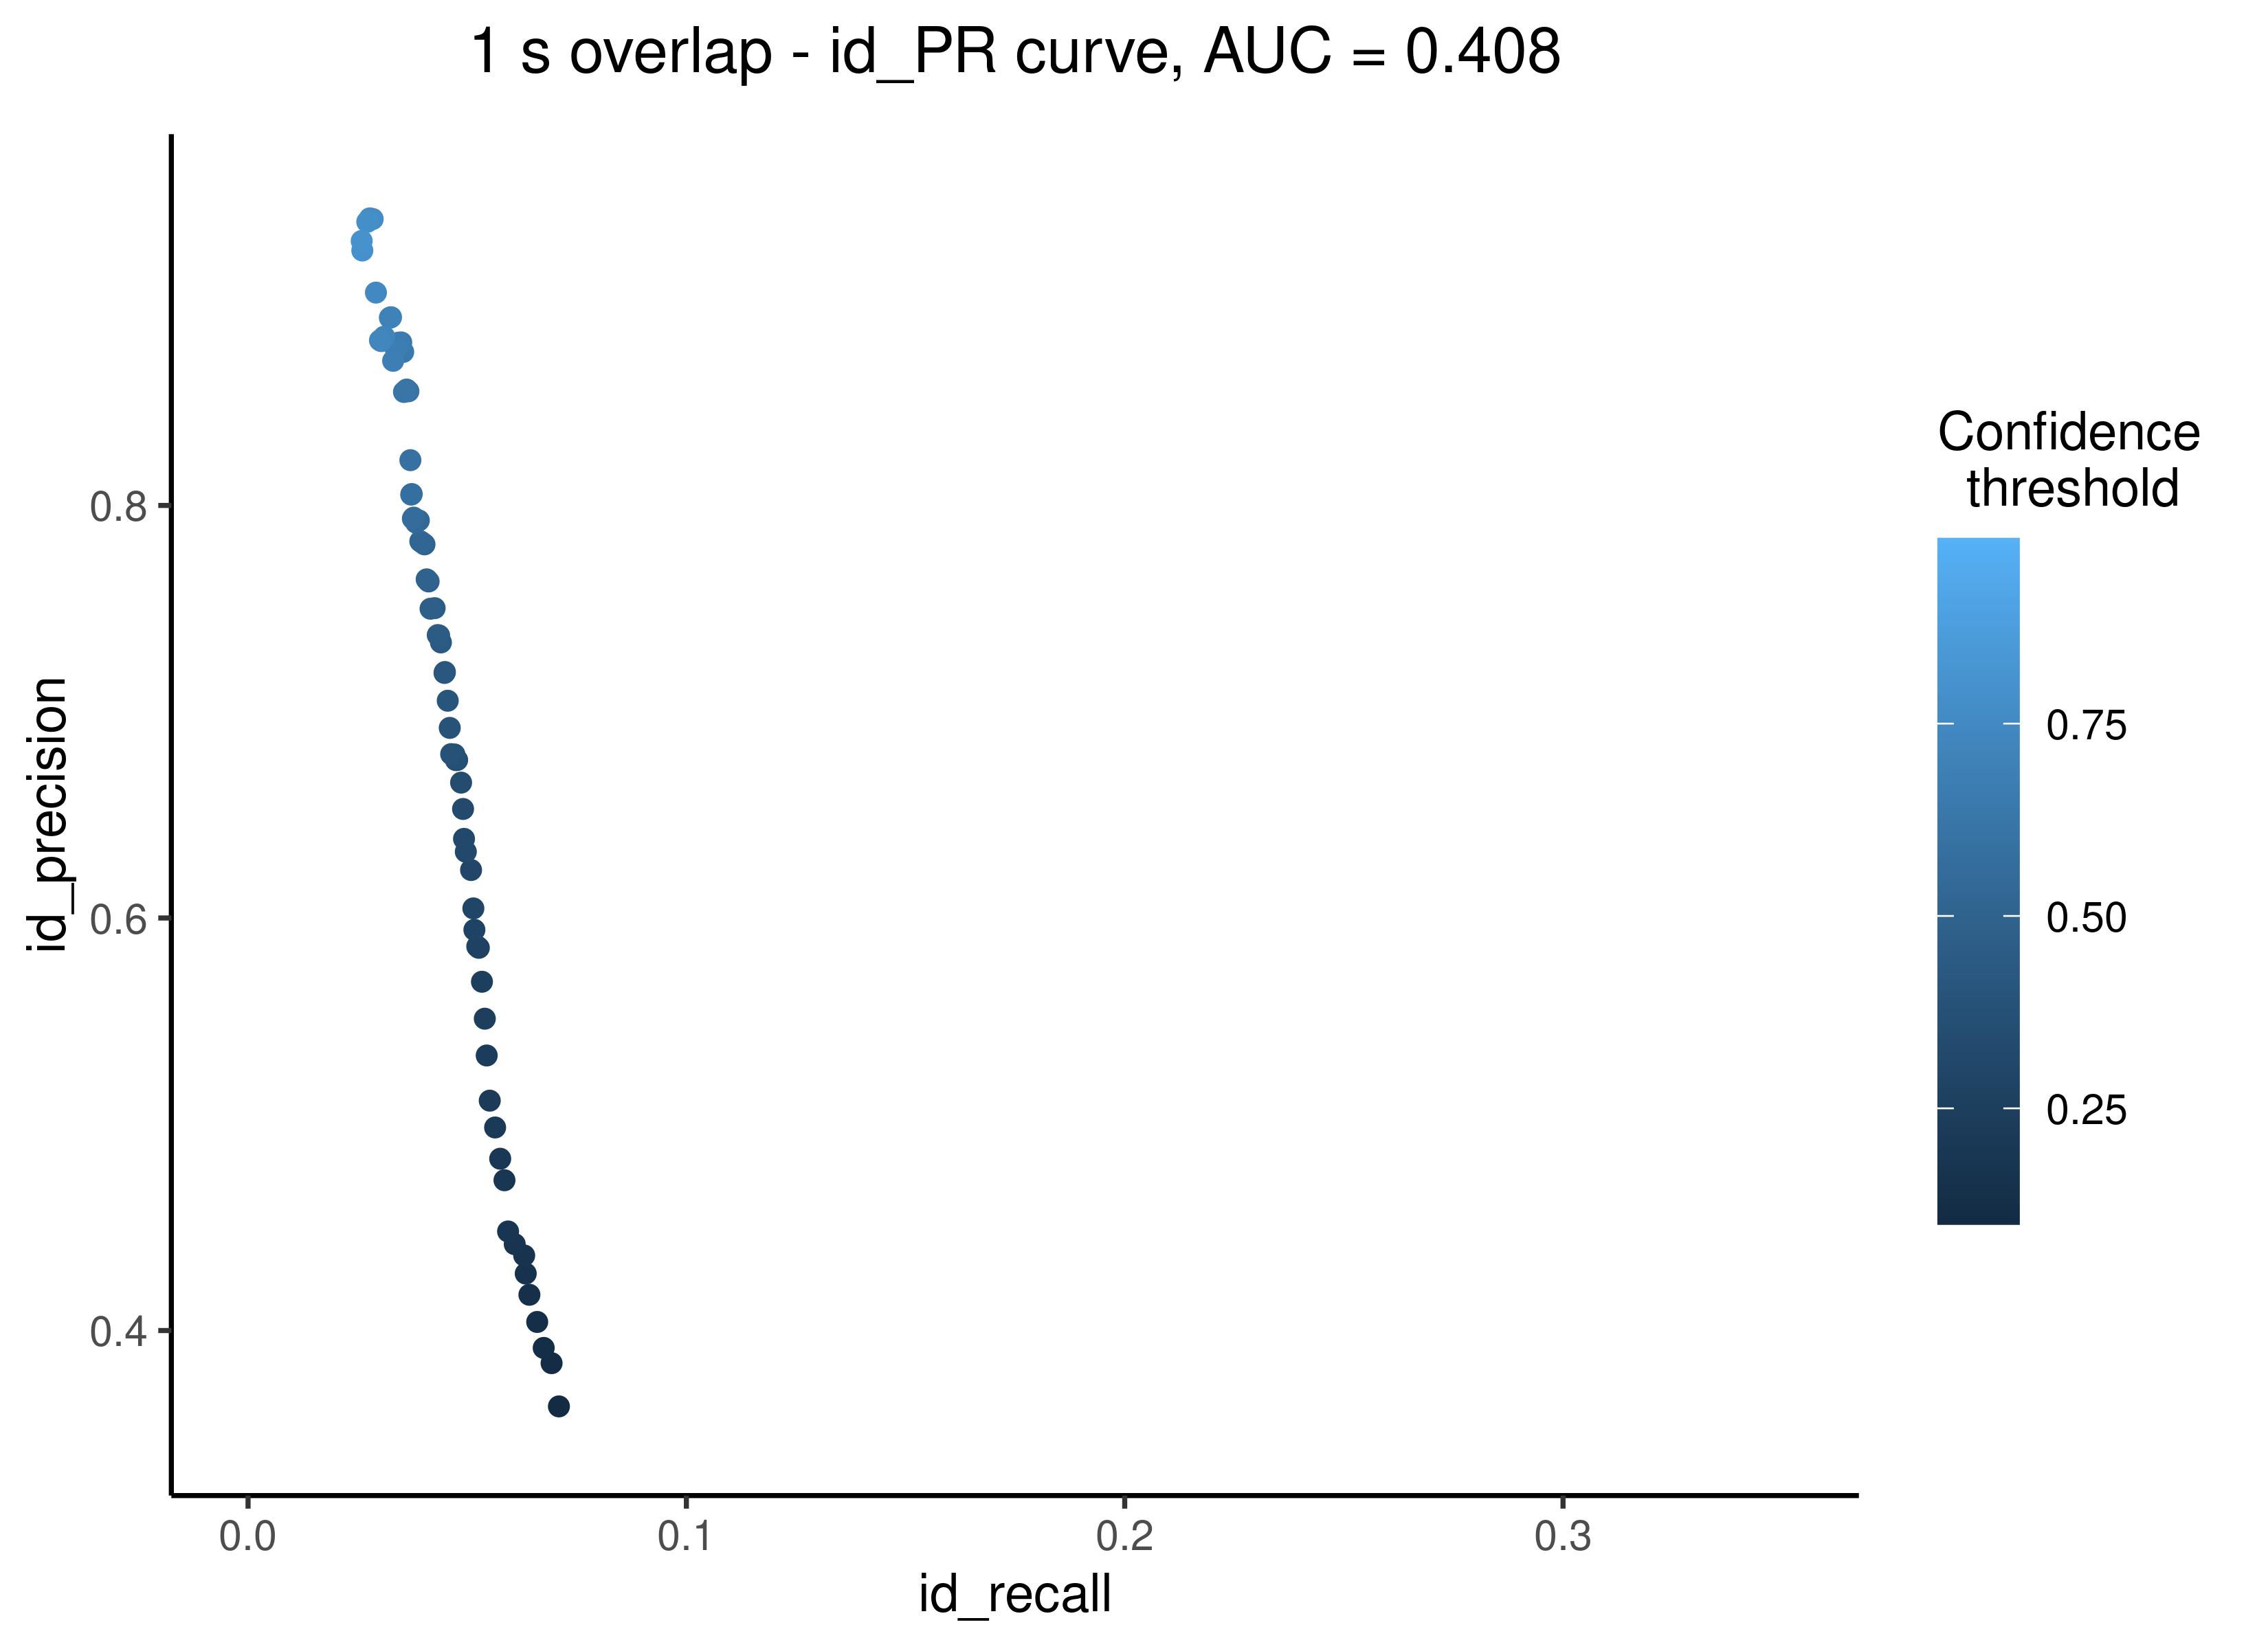 1 s overlap - id_PR curve, AUC = 0.408
id_precision
0.8
0.6
0.4
0.0
0.1
0.2
0.3
id_recall
Confidence
threshold
0.75
0.50
0.25